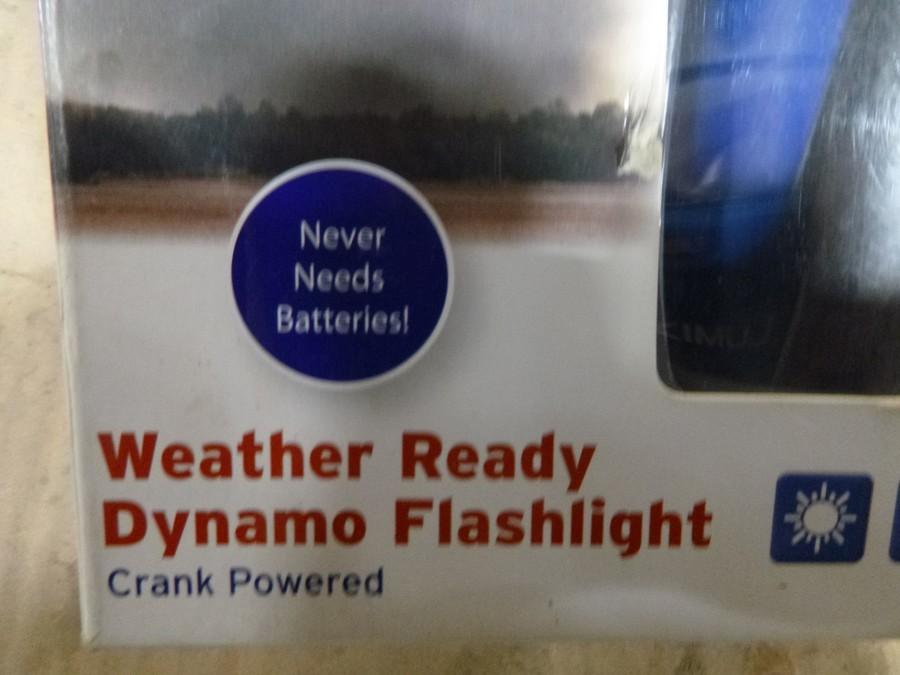 Never
Needs
Batteries!
Weather Ready
Dynamo Flashlight
Crank Powered